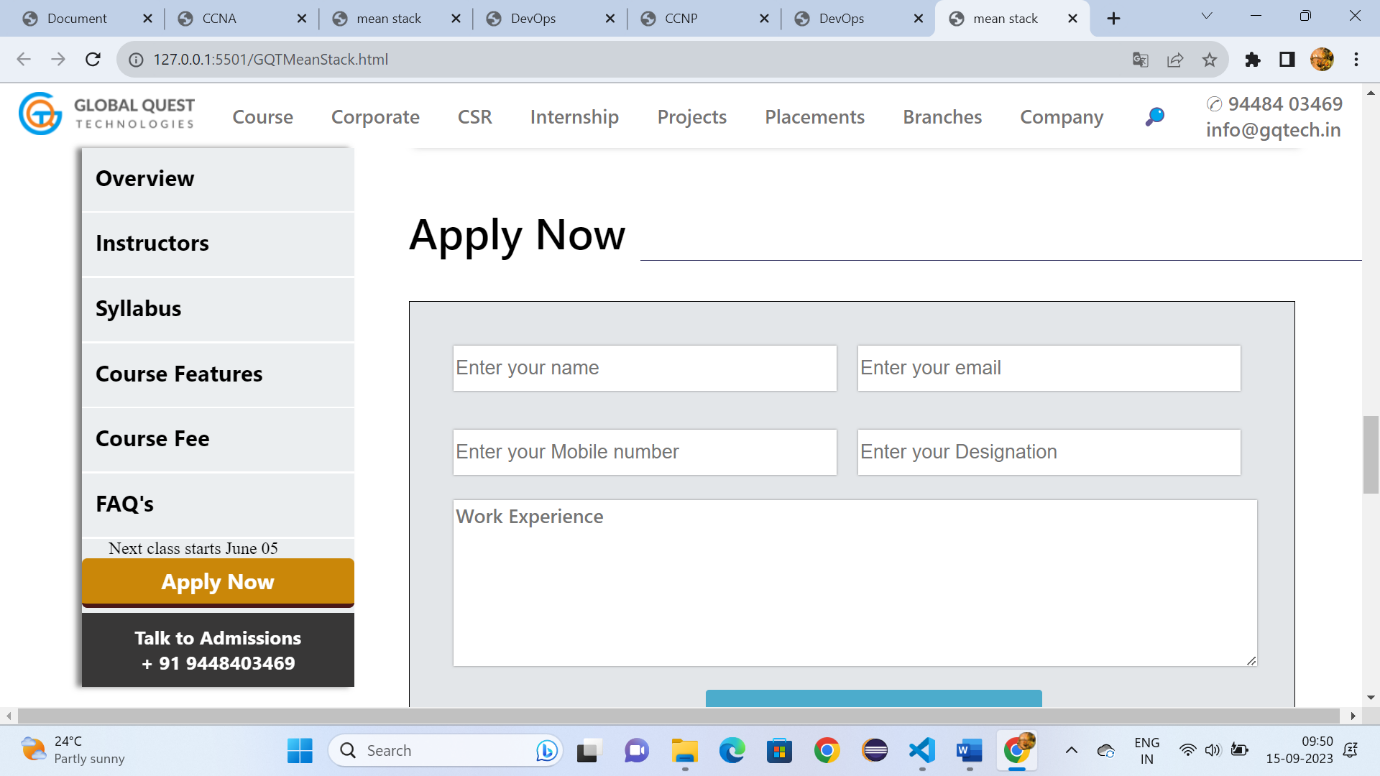 Document
CCNA
mean stack
DevOps
CCNP
DevOps
mean stack
127.0.0.1:5501/GQTMeanStack.html
GLOBAL QUEST
TECHNOLOGIES
Course
Corporate
CSR
Internship
Projects
Placements
Branches
Company
✆ 94484 03469
info@gqtech.in
Overview
Instructors
Syllabus
Course Features
Course Fee
FAQ's
Next class starts June 05
Apply Now
Talk to Admissions
+ 91 9448403469
Apply Now
Enter your name
Enter your email
Enter your Mobile number
Enter your Designation
Work Experience
24°C
Partly sunny
Search
ENG
IN
09:50
15-09-2023